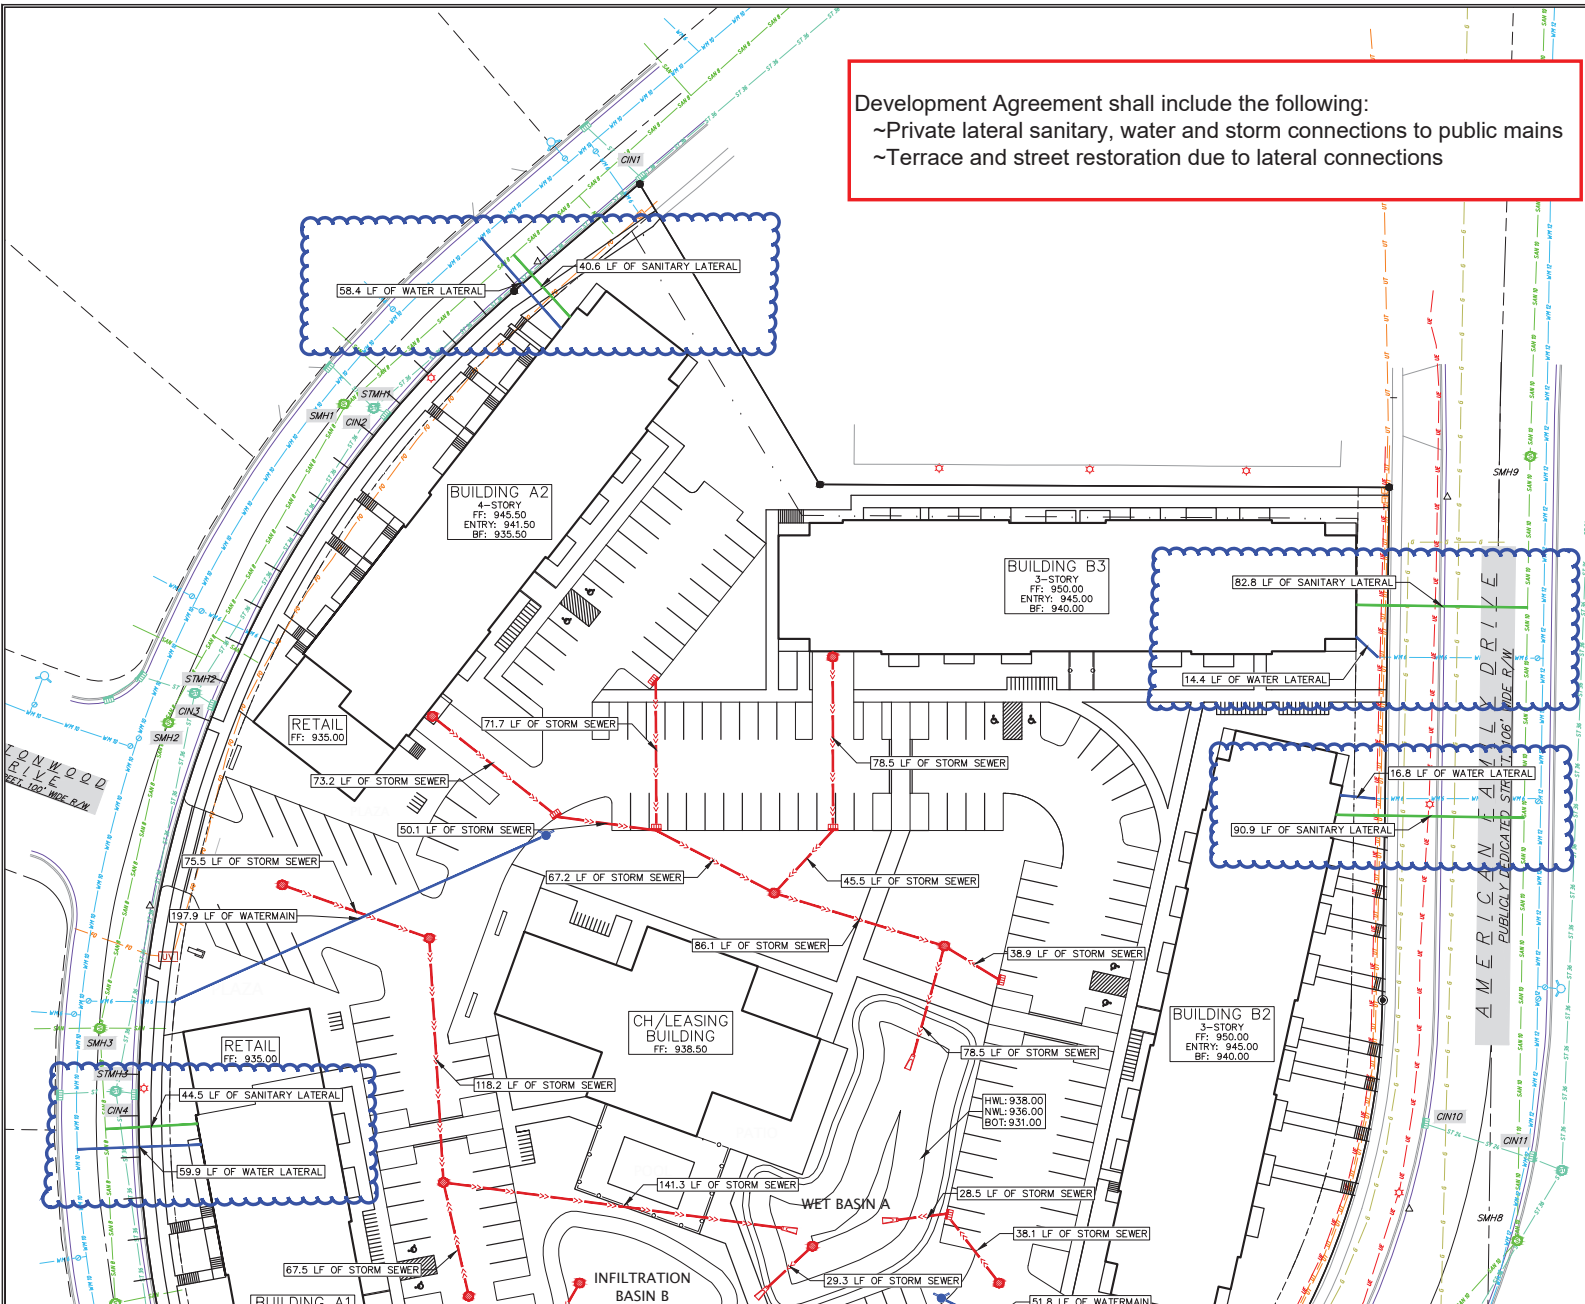 Development Agreement shall include the following:
~Private lateral sanitary, water and storm connections to public mains
~Terrace and street restoration due to lateral connections
CIN1
40.6 LF OF SANITARY LATERAL
58.4 LF OF WATER LATERAL
STMH1
SMH1
CIN2
SMH9
BUILDING A2
4-STORY
FF: 945.50
ENTRY: 941.50
BF: 935.50
BUILDING B3
3-STORY
FF: 950.00
ENTRY: 945.00
BF: 940.00
82.8 LF OF SANITARY LATERAL
14.4 LF OF WATER LATERAL
STMH2
CIN3
SMH2
RETAIL
FF: 935.00
71.7 LF OF STORM SEWER
73.2 LF OF STORM SEWER
78.5 LF OF STORM SEWER
16.8 LF OF WATER LATERAL
50.1 LF OF STORM SEWER
90.9 LF OF SANITARY LATERAL
75.5 LF OF STORM SEWER
67.2 LF OF STORM SEWER
45.5 LF OF STORM SEWER
197.9 LF OF WATERMAIN
86.1 LF OF STORM SEWER
38.9 LF OF STORM SEWER
AMERICAN FAMILY DRIVE
PUBLICLY DEDICATED STREET, 106' WIDE R/W
TONWOOD
RIVE
EET, 100' WIDE R/W
UV
SMH3
RETAIL
FF: 935.00
CH/LEASING
BUILDING
FF: 938.50
BUILDING B2
3-STORY
FF: 950.00
ENTRY: 945.00
BF: 940.00
78.5 LF OF STORM SEWER
STMH3
118.2 LF OF STORM SEWER
44.5 LF OF SANITARY LATERAL
CIN4
HWL: 938.00
NWL: 936.00
BOT: 931.00
CIN10
CIN11
59.9 LF OF WATER LATERAL
141.3 LF OF STORM SEWER
28.5 LF OF STORM SEWER
WET BASIN A
SMH8
38.1 LF OF STORM SEWER
67.5 LF OF STORM SEWER
29.3 LF OF STORM SEWER
INFILTRATION
BASIN B
BUILDING A1
51.8 LF OF WATERMAIN